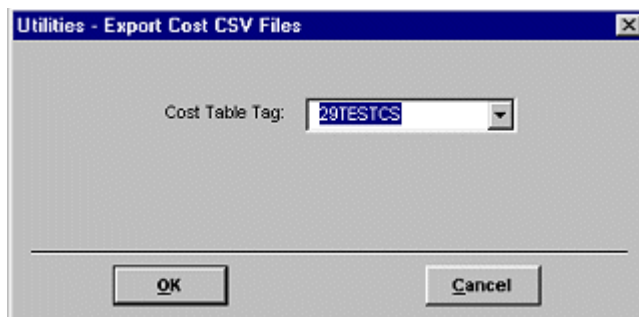 Utilities - Export Cost CSV Files
Cost Table Tag: 29TESTCS
OK Cancel